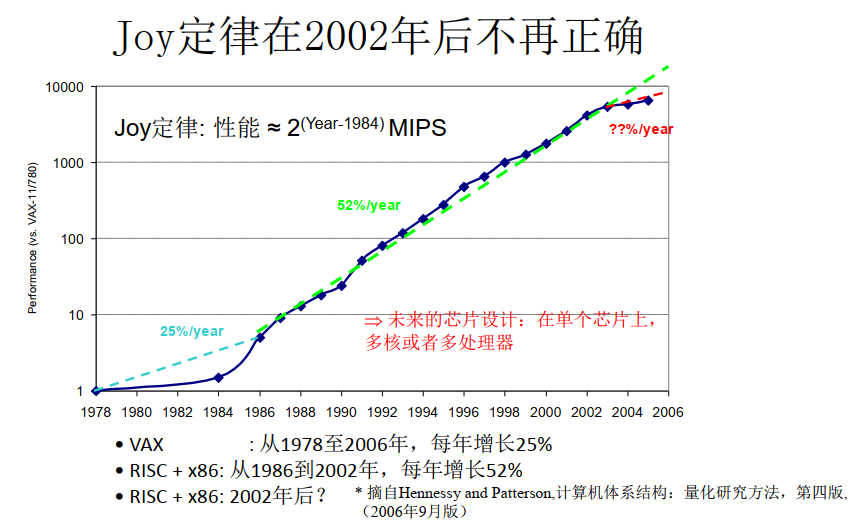 Joy定律在2002年后不再正确
10000
Joy定律: 性能 ≈ 2(Year-1984) MIPS
??%/year
1000
Performance (vs. VAX-11/780)
52%/year
100
10
⇒ 未来的芯片设计：在单个芯片上，
多核或者多处理器
25%/year
1
1978 1980 1982 1984 1986 1988 1990 1992 1994 1996 1998 2000 2002 2004 2006
• VAX : 从1978至2006年，每年增长25%
• RISC + x86: 从1986到2002年，每年增长52%
• RISC + x86: 2002年后？
* 摘自Hennessy and Patterson,计算机体系结构：量化研究方法，第四版,
（2006年9月版）